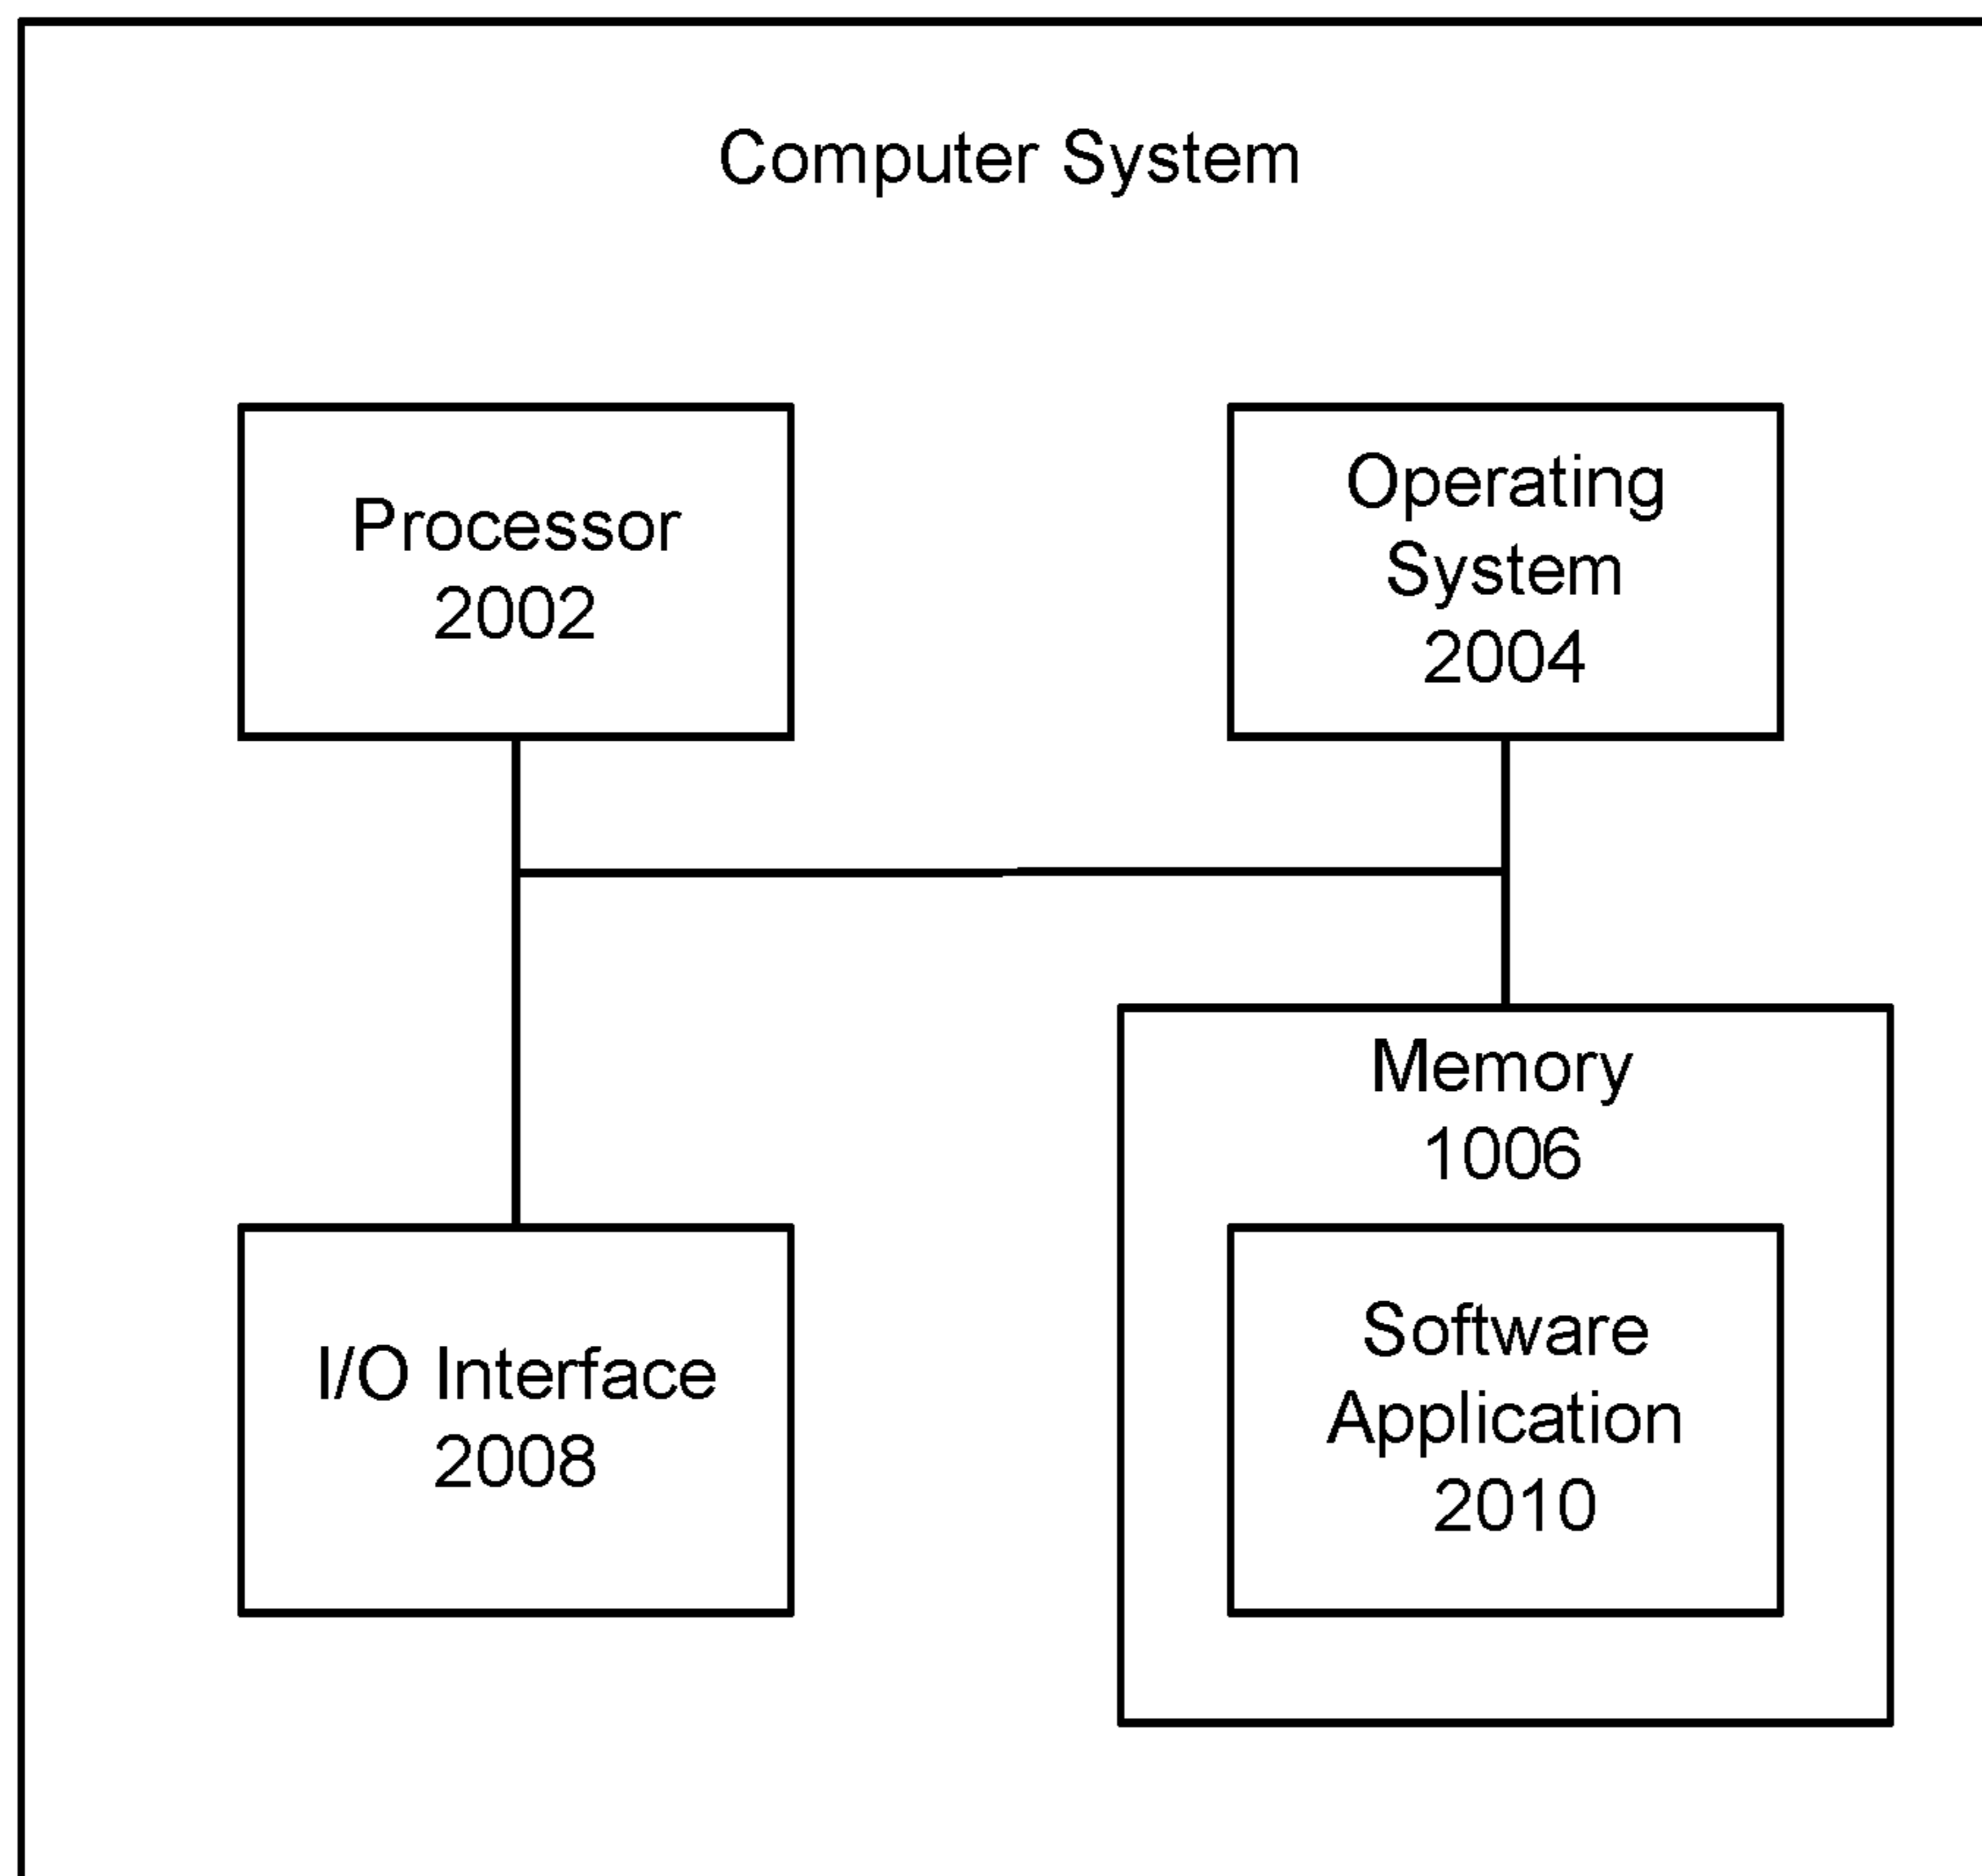 Computer System
Processor
2002
Operating
System
2004
Memory
1006
I/O Interface
2008
Software
Application
2010